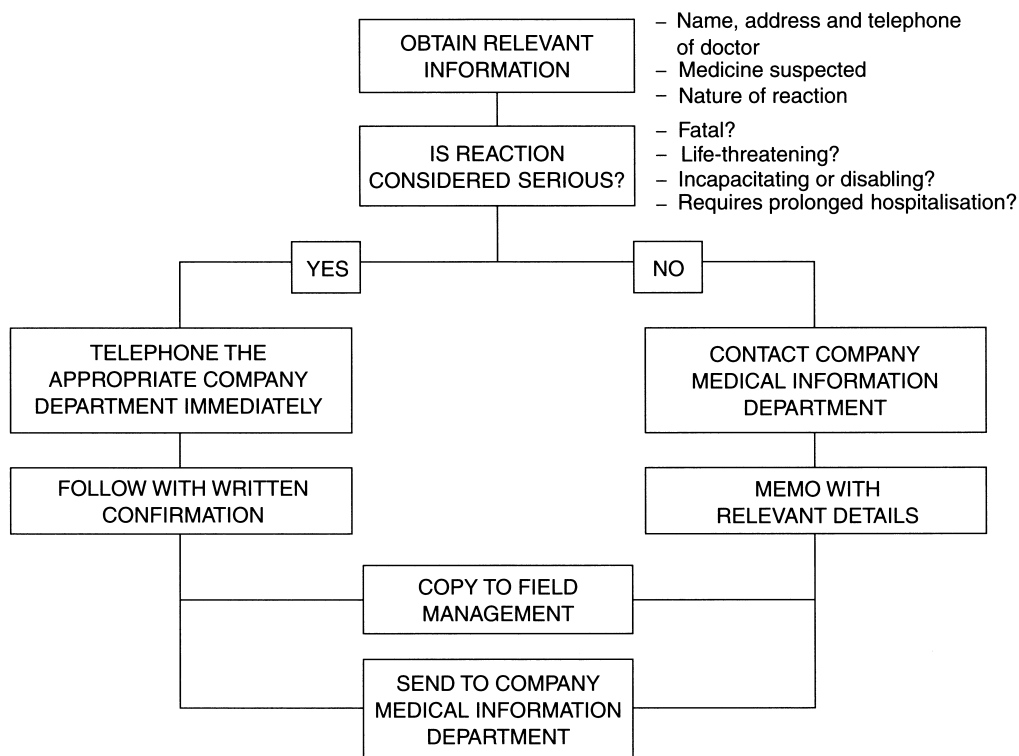 OBTAIN RELEVANT
INFORMATION
– Name, address and telephone
of doctor
– Medicine suspected
– Nature of reaction
IS REACTION
CONSIDERED SERIOUS?
– Fatal?
– Life-threatening?
– Incapacitating or disabling?
– Requires prolonged hospitalisation?
YES
NO
TELEPHONE THE
APPROPRIATE COMPANY
DEPARTMENT IMMEDIATELY
CONTACT COMPANY
MEDICAL INFORMATION
DEPARTMENT
FOLLOW WITH WRITTEN
CONFIRMATION
MEMO WITH
RELEVANT DETAILS
COPY TO FIELD
MANAGEMENT
SEND TO COMPANY
MEDICAL INFORMATION
DEPARTMENT